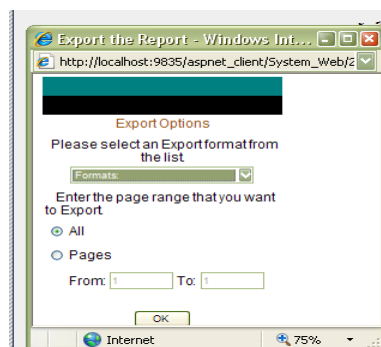 Export the Report - Windows Int...
http://localhost:9835/aspnet_client/System_Web/2
Export Options
Please select an Export format from
the list.
Formats:
Enter the page range that you want
to Export.
All
Pages
From: 1 To: 1
OK
Internet 75%